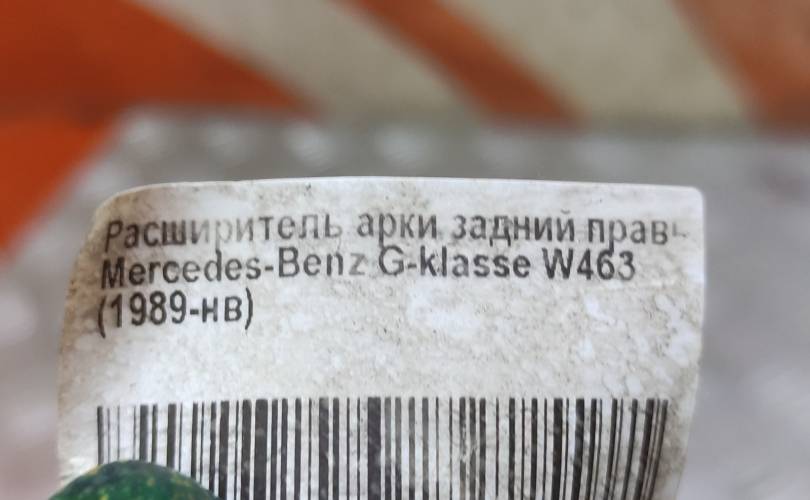 Расширитель арки задний прав
Mercedes-Benz G-klasse W463
(1989-нв)